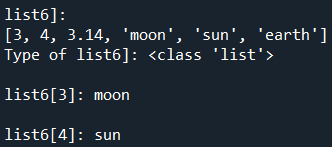 list6]:
[3, 4, 3.14, 'moon', 'sun', 'earth']
Type of list6]: <class 'list'>
list6[3]: moon
list6[4]: sun